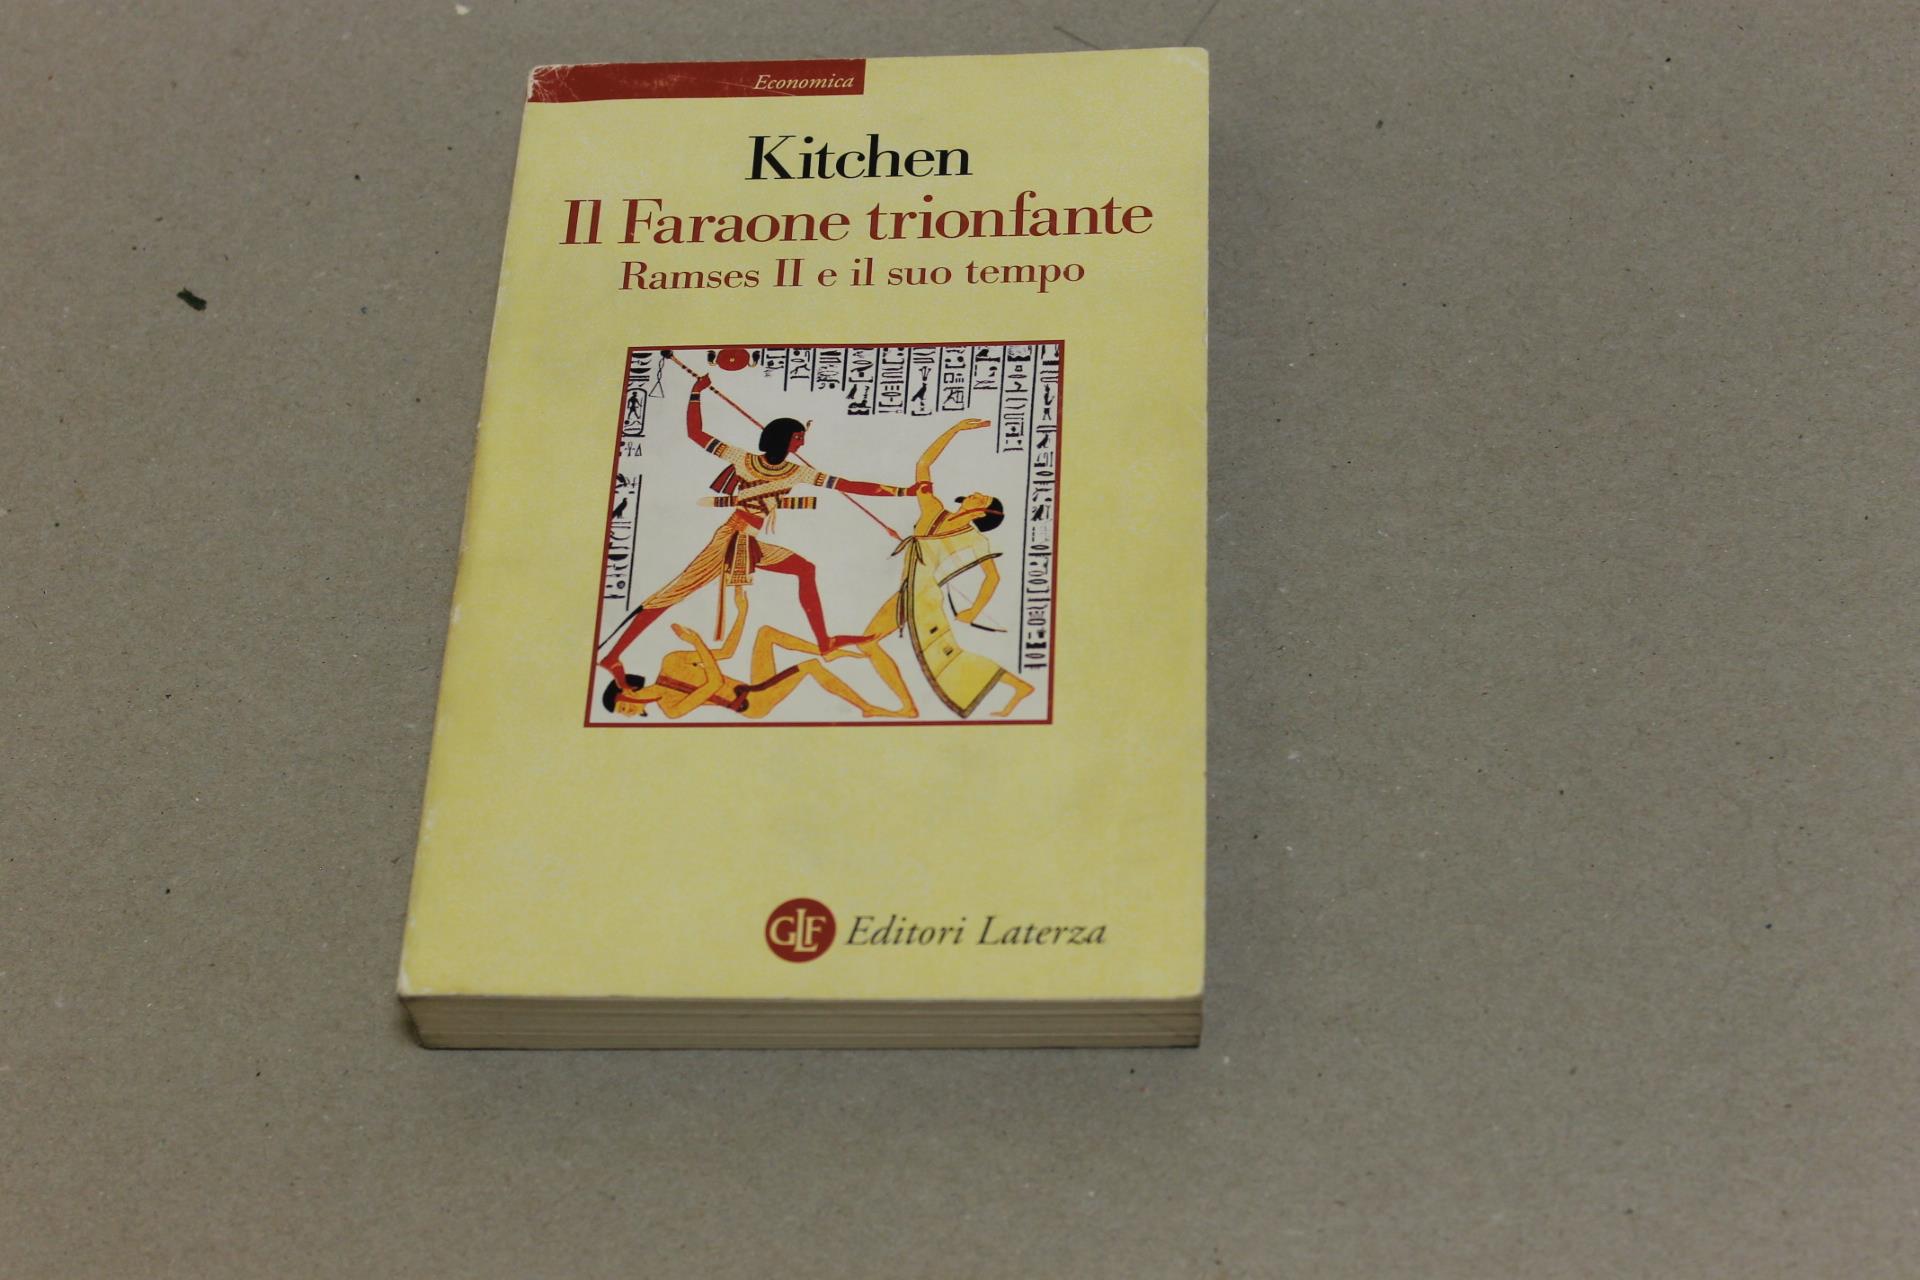 Economica
Kitchen
Il Faraone trionfante
Ramses II e il suo tempo
GLF Editori Laterza